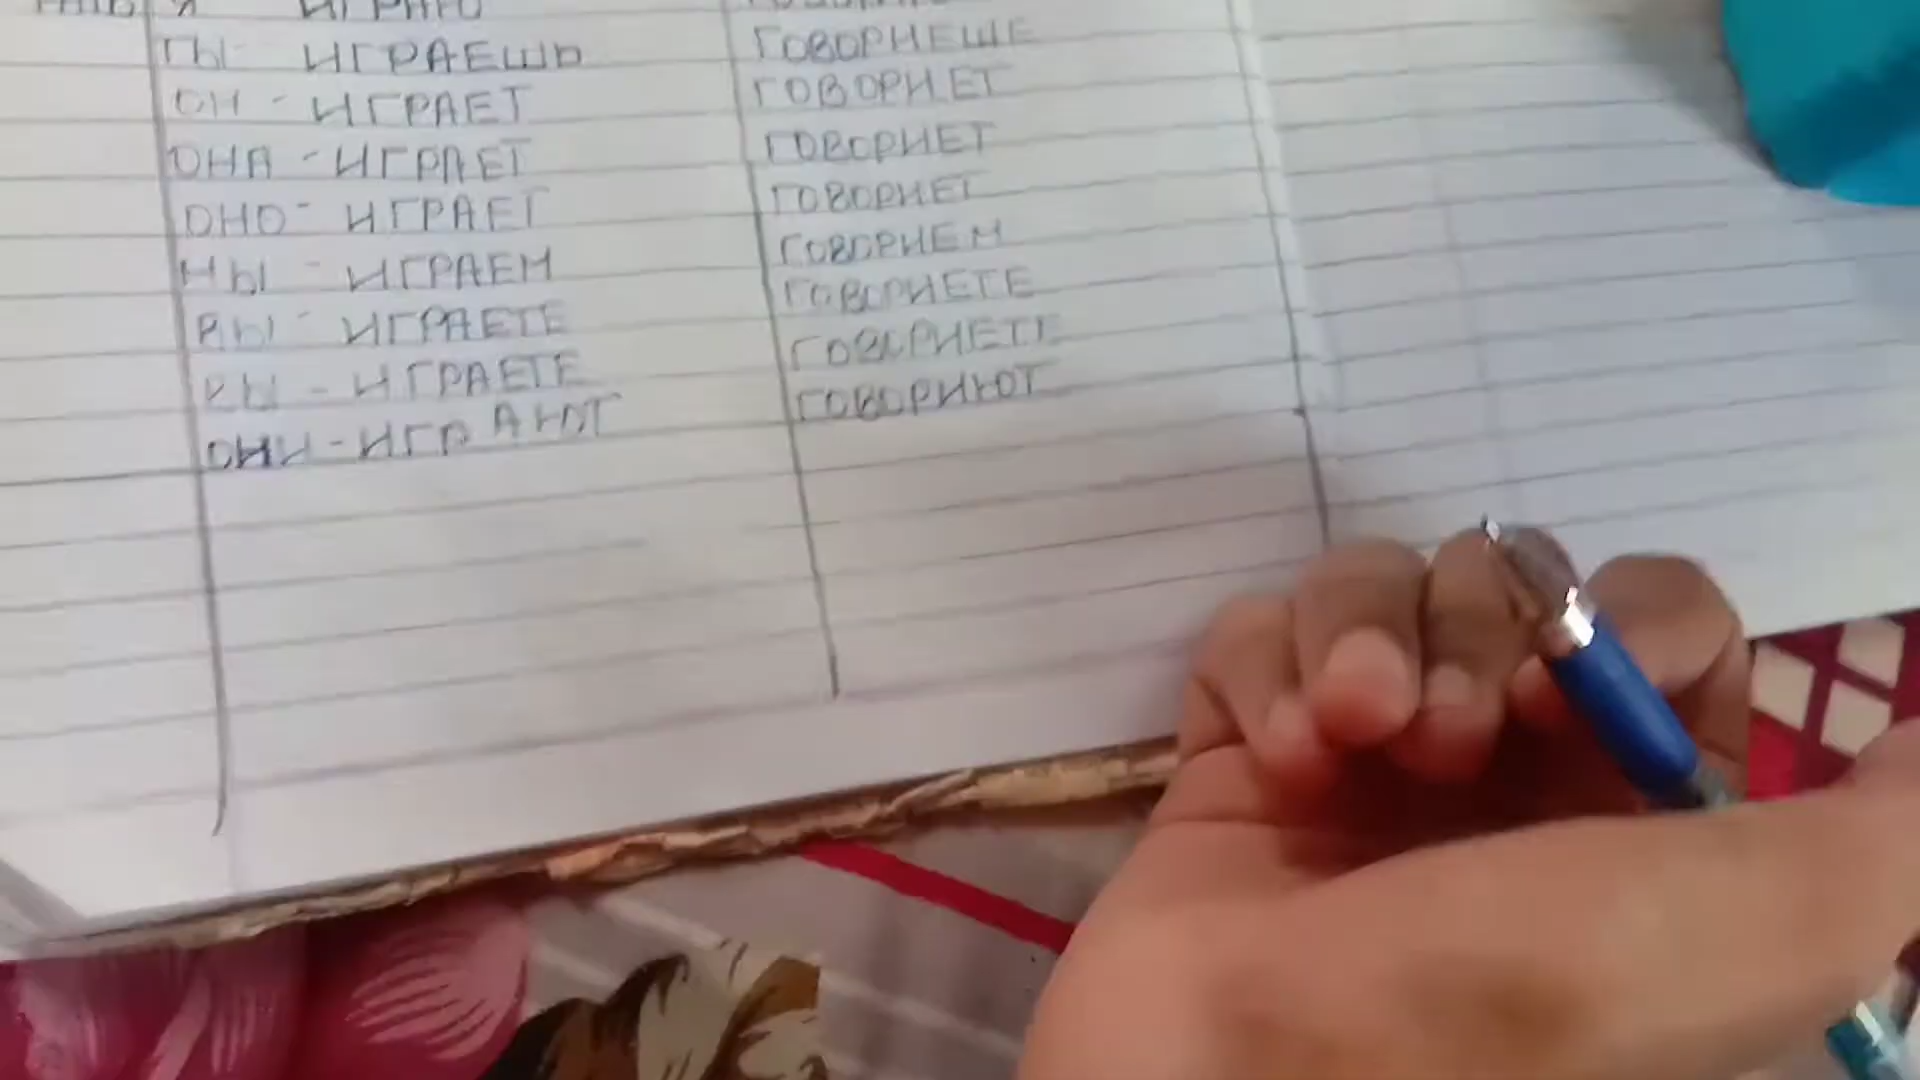 Я ИГРАЮ
ТЫ - ИГРАЕШЬ ГОВОРИЕШЕ
ОН - ИГРАЕТ ГОВОРИЕТ
ОНА - ИГРАЕТ ГОВОРИЕТ
ОНО - ИГРАЕТ ГОВОРИЕТ
МЫ - ИГРАЕМ ГОВОРИЕМ
ВЫ - ИГРАЕТЕ ГОВОРИЕТЕ
ВЫ - ИГРАЕТЕ ГОВОРИЕТЕ
ОНИ - ИГРАЮТ ГОВОРИЮТ